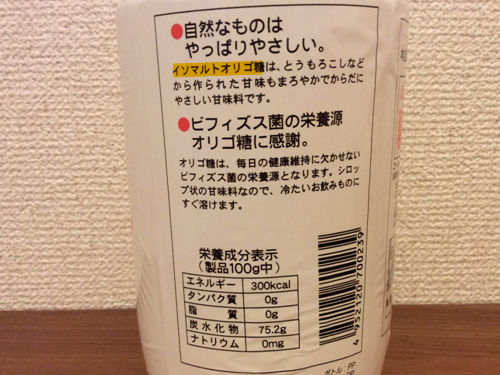 ●自然なものは
やっぱりやさしい。
イソマルトオリゴ糖は、とうもろこしなど
から作られた甘味もまろやかでからだに
やさしい甘味料です。
●ビフィズス菌の栄養源
オリゴ糖に感謝。
オリゴ糖は、毎日の健康維持に欠かせない
ビフィズス菌の栄養源となります。シロッ
プ状の甘味料なので、冷たいお飲みものに
すぐ溶けます。
栄養成分表示
(製品100g中)
エネルギー 300kcal
タンパク質 0g
脂質 0g
炭水化物 75.2g
ナトリウム 0mg
4 952120 700239
ボトル：PP